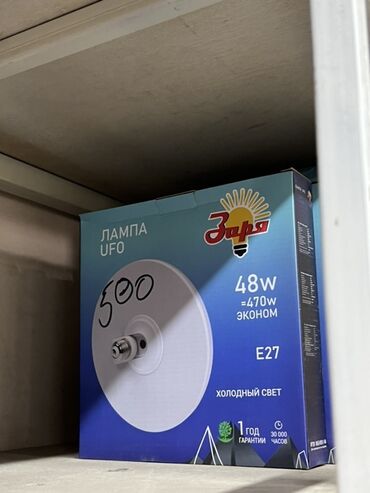 ЛАМПА
UFO
Заря
500
48w
=470w
ЭКОНОМ
E27
ХОЛОДНЫЙ СВЕТ
1 ГОД
ГАРАНТИИ
30 000
ЧАСОВ